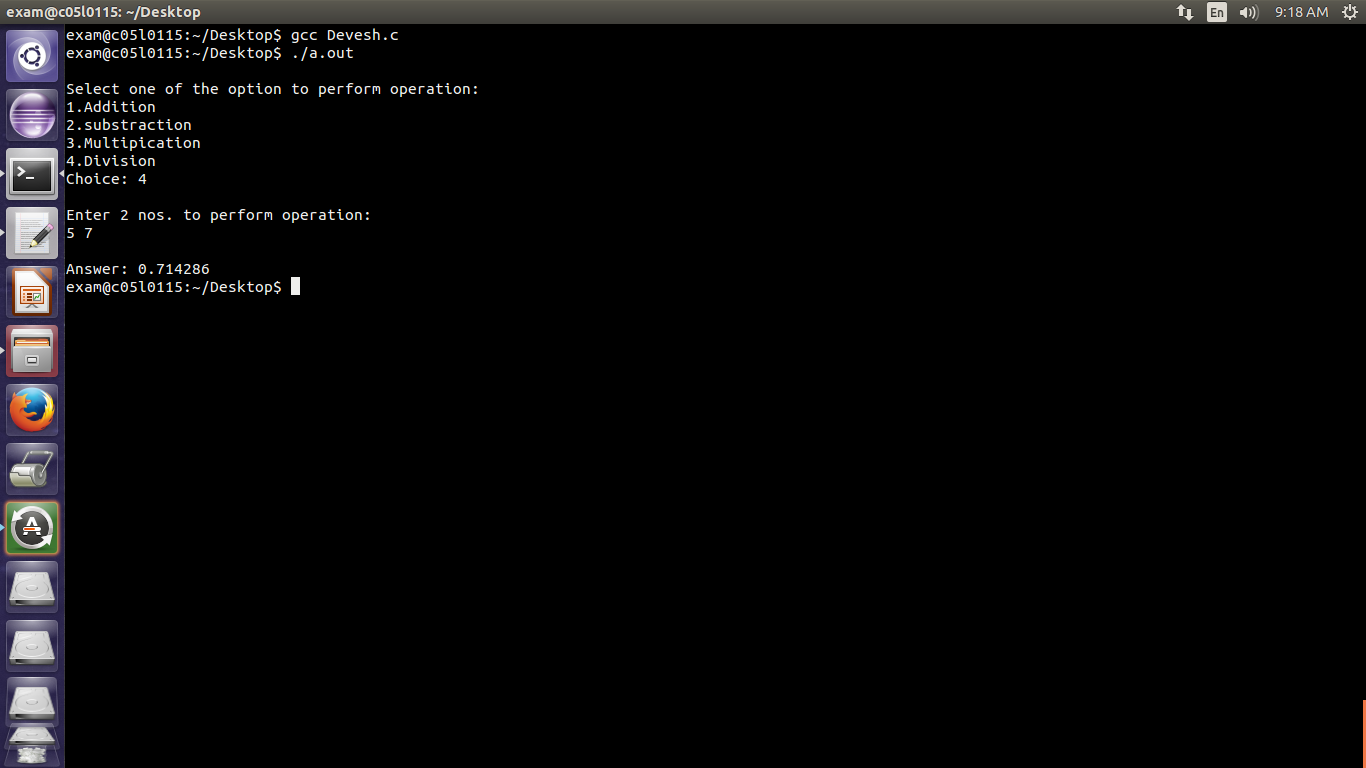 exam@c05l0115: ~/Desktop
En
9:18 AM
exam@c05l0115:~/Desktop$ gcc Devesh.c
exam@c05l0115:~/Desktop$ ./a.out
Select one of the option to perform operation:
1.Addition
2.substraction
3.Multipication
4.Division
Choice: 4
Enter 2 nos. to perform operation:
5 7
Answer: 0.714286
exam@c05l0115:~/Desktop$